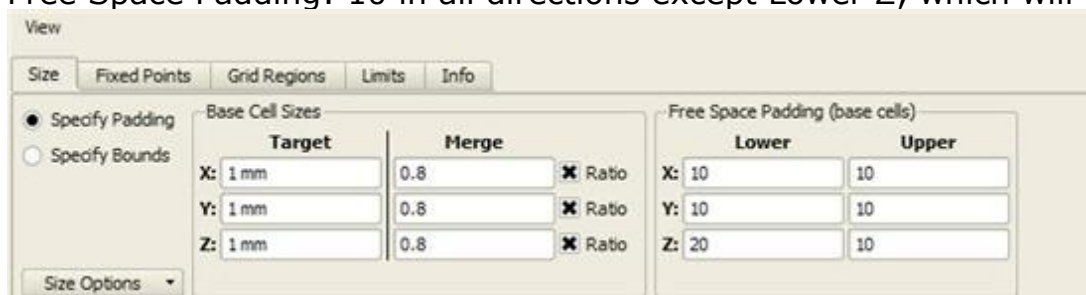 Free Space Padding: 10 in all directions except Lower Z, which will
View
Size Fixed Points Grid Regions Limits Info
Specify Padding Base Cell Sizes Free Space Padding (base cells)
Specify Bounds Target Merge Lower Upper
X: 1 mm 0.8 Ratio X: 10 10
Y: 1 mm 0.8 Ratio Y: 10 10
Z: 1 mm 0.8 Ratio Z: 20 10
Size Options